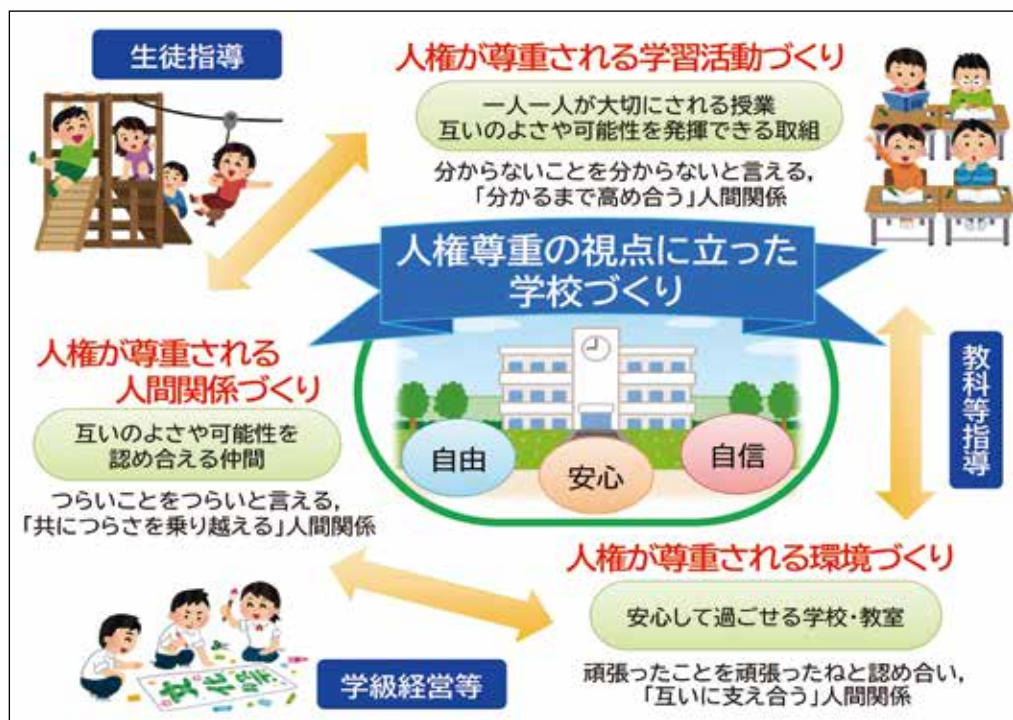 生徒指導
人権が尊重される学習活動づくり
一人一人が大切にされる授業
互いのよさや可能性を発揮できる取組
分からないことを分からないと言える，
「分かるまで高め合う」人間関係
人権尊重の視点に立った
学校づくり
自由
安心
自信
人権が尊重される
人間関係づくり
互いのよさや可能性を
認め合える仲間
つらいことをつらいと言える，
「共につらさを乗り越える」人間関係
教科等指導
人権が尊重される環境づくり
安心して過ごせる学校・教室
頑張ったことを頑張ったねと認め合い，
「互いに支え合う」人間関係
学級経営等
文化